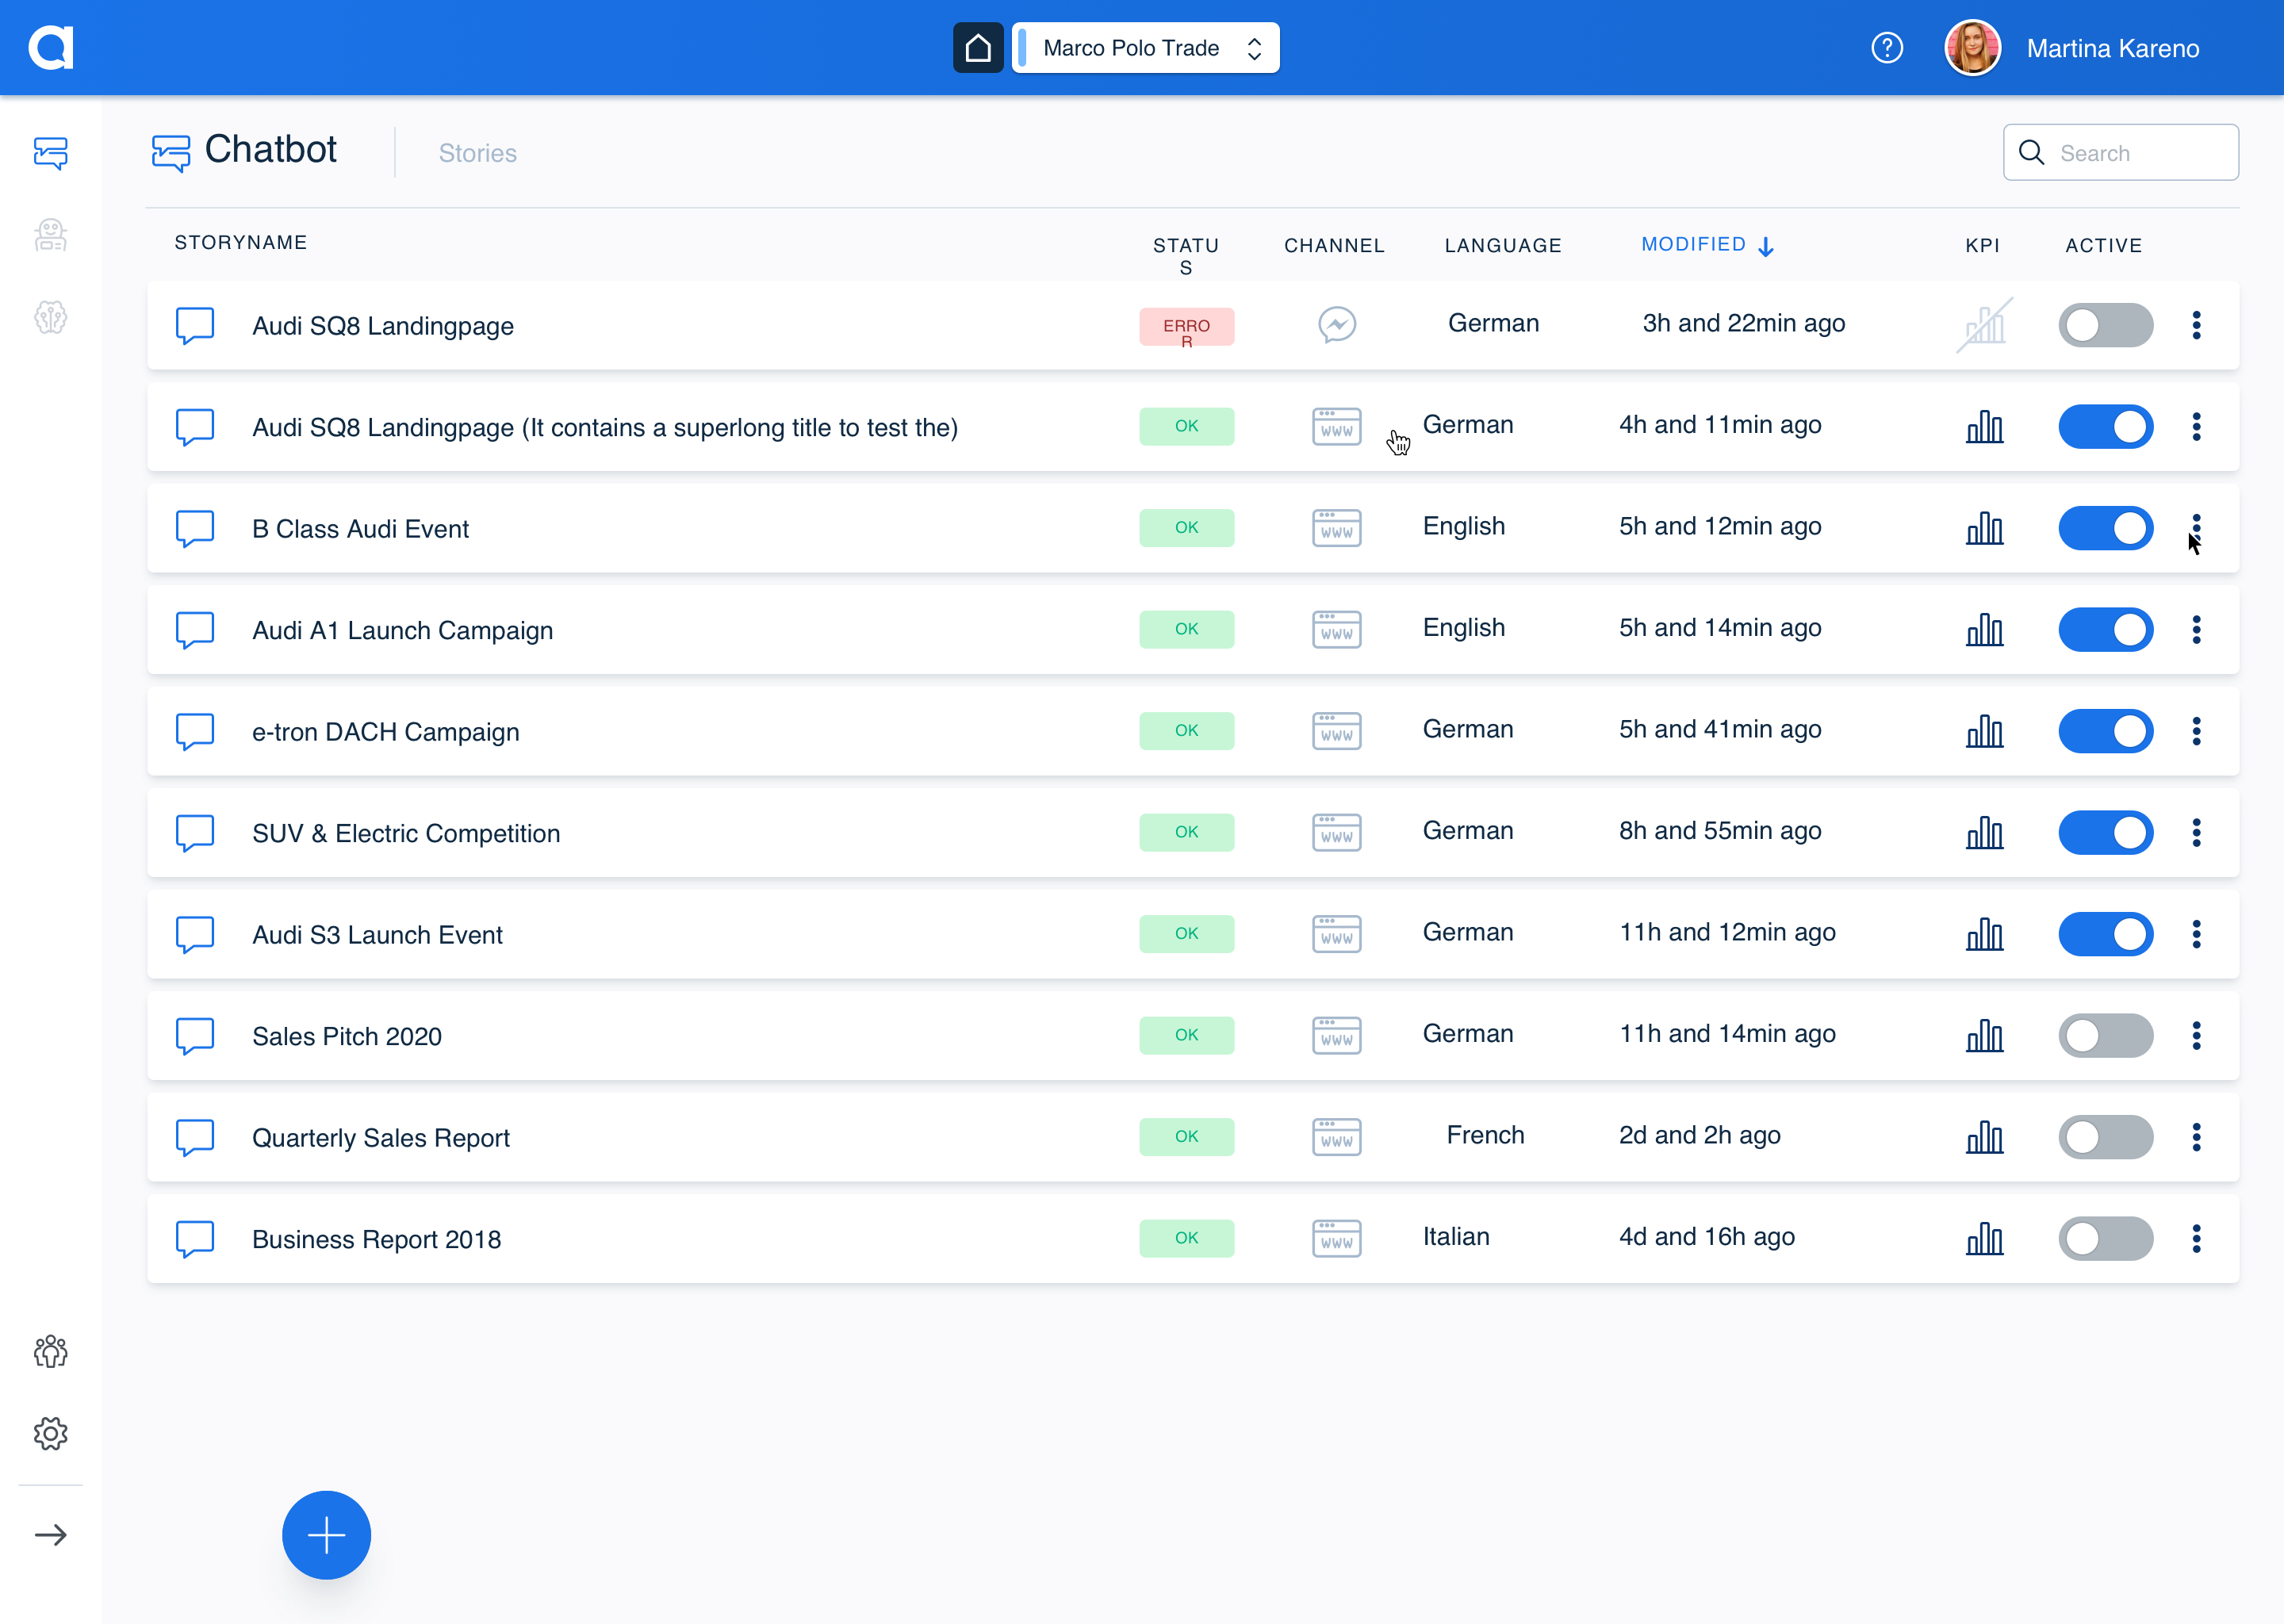 Marco Polo Trade
Martina Kareno
Chatbot
Stories
Search
STORYNAME
STATU
S
CHANNEL
LANGUAGE
MODIFIED
KPI
ACTIVE
Audi SQ8 Landingpage
ERRO
R
German
3h and 22min ago
Audi SQ8 Landingpage (It contains a superlong title to test the)
OK
WWW
German
4h and 11min ago
B Class Audi Event
OK
WWW
English
5h and 12min ago
Audi A1 Launch Campaign
OK
WWW
English
5h and 14min ago
e-tron DACH Campaign
OK
WWW
German
5h and 41min ago
SUV & Electric Competition
OK
WWW
German
8h and 55min ago
Audi S3 Launch Event
OK
WWW
German
11h and 12min ago
Sales Pitch 2020
OK
WWW
German
11h and 14min ago
Quarterly Sales Report
OK
WWW
French
2d and 2h ago
Business Report 2018
OK
WWW
Italian
4d and 16h ago